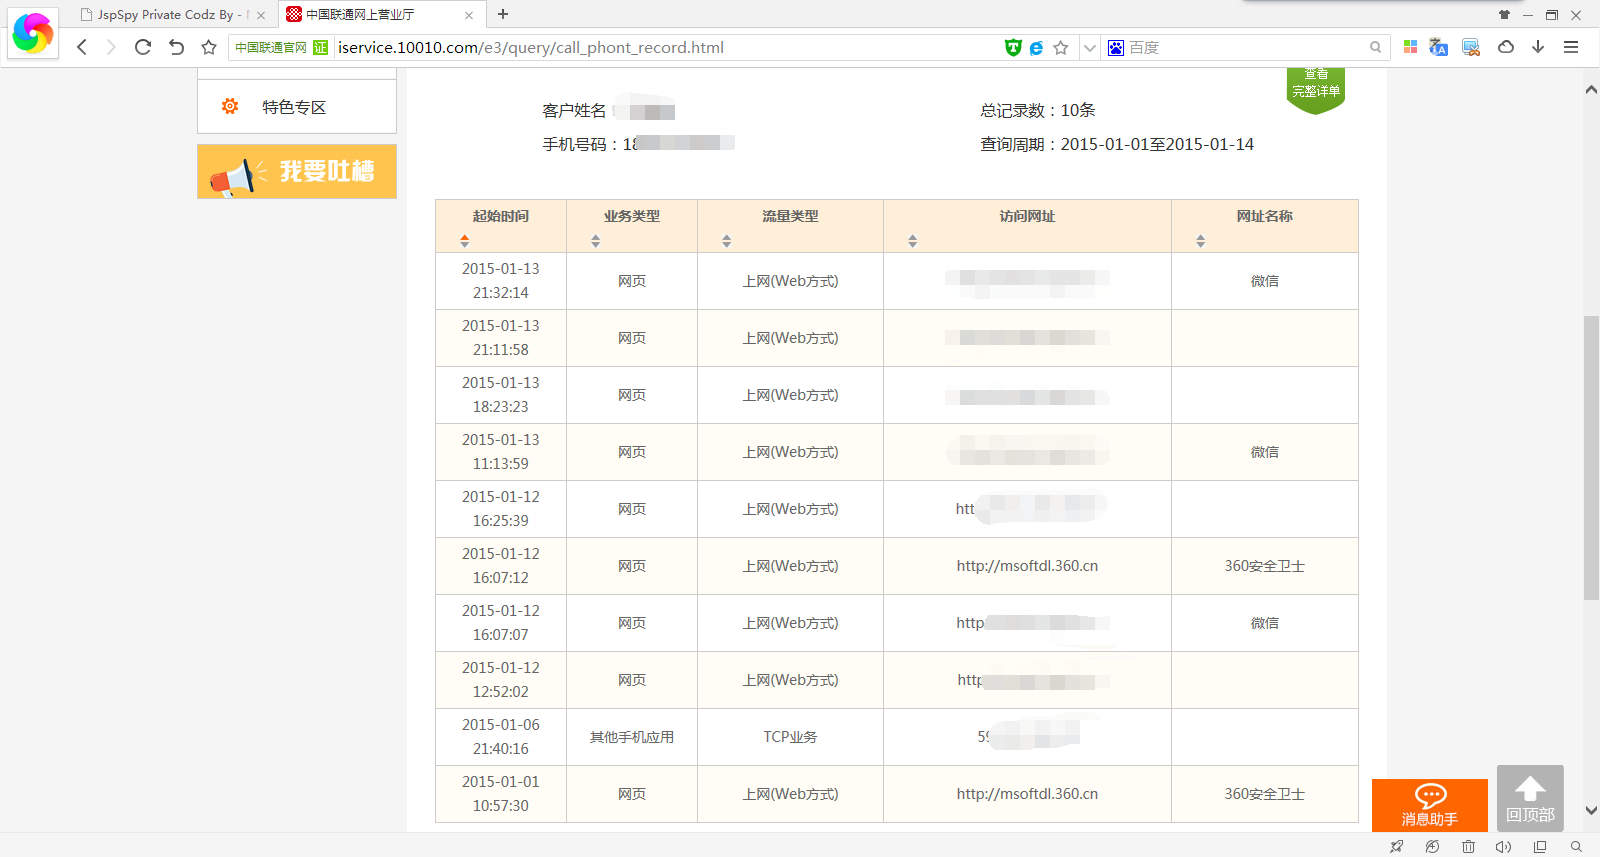 JspSpy Private Codz By -
中国联通网上营业厅
中国联通官网 证 iservice.10010.com/e3/query/call_phont_record.html
百度
特色专区
我要吐槽
查看
完整详单
客户姓名
总记录数：10条
手机号码：18
查询周期：2015-01-01至2015-01-14
起始时间 业务类型 流量类型 访问网址 网址名称
2015-01-13
21:32:14
网页 上网(Web方式) 微信
2015-01-13
21:11:58
网页 上网(Web方式)
2015-01-13
18:23:23
网页 上网(Web方式)
2015-01-13
11:13:59
网页 上网(Web方式) 微信
2015-01-12
16:25:39
网页 上网(Web方式) htt
2015-01-12
16:07:12
网页 上网(Web方式) http://msoftdl.360.cn 360安全卫士
2015-01-12
16:07:07
网页 上网(Web方式) http 微信
2015-01-12
12:52:02
网页 上网(Web方式) http
2015-01-06
21:40:16
其他手机应用 TCP业务 59
2015-01-01
10:57:30
网页 上网(Web方式) http://msoftdl.360.cn 360安全卫士
消息助手
回顶部